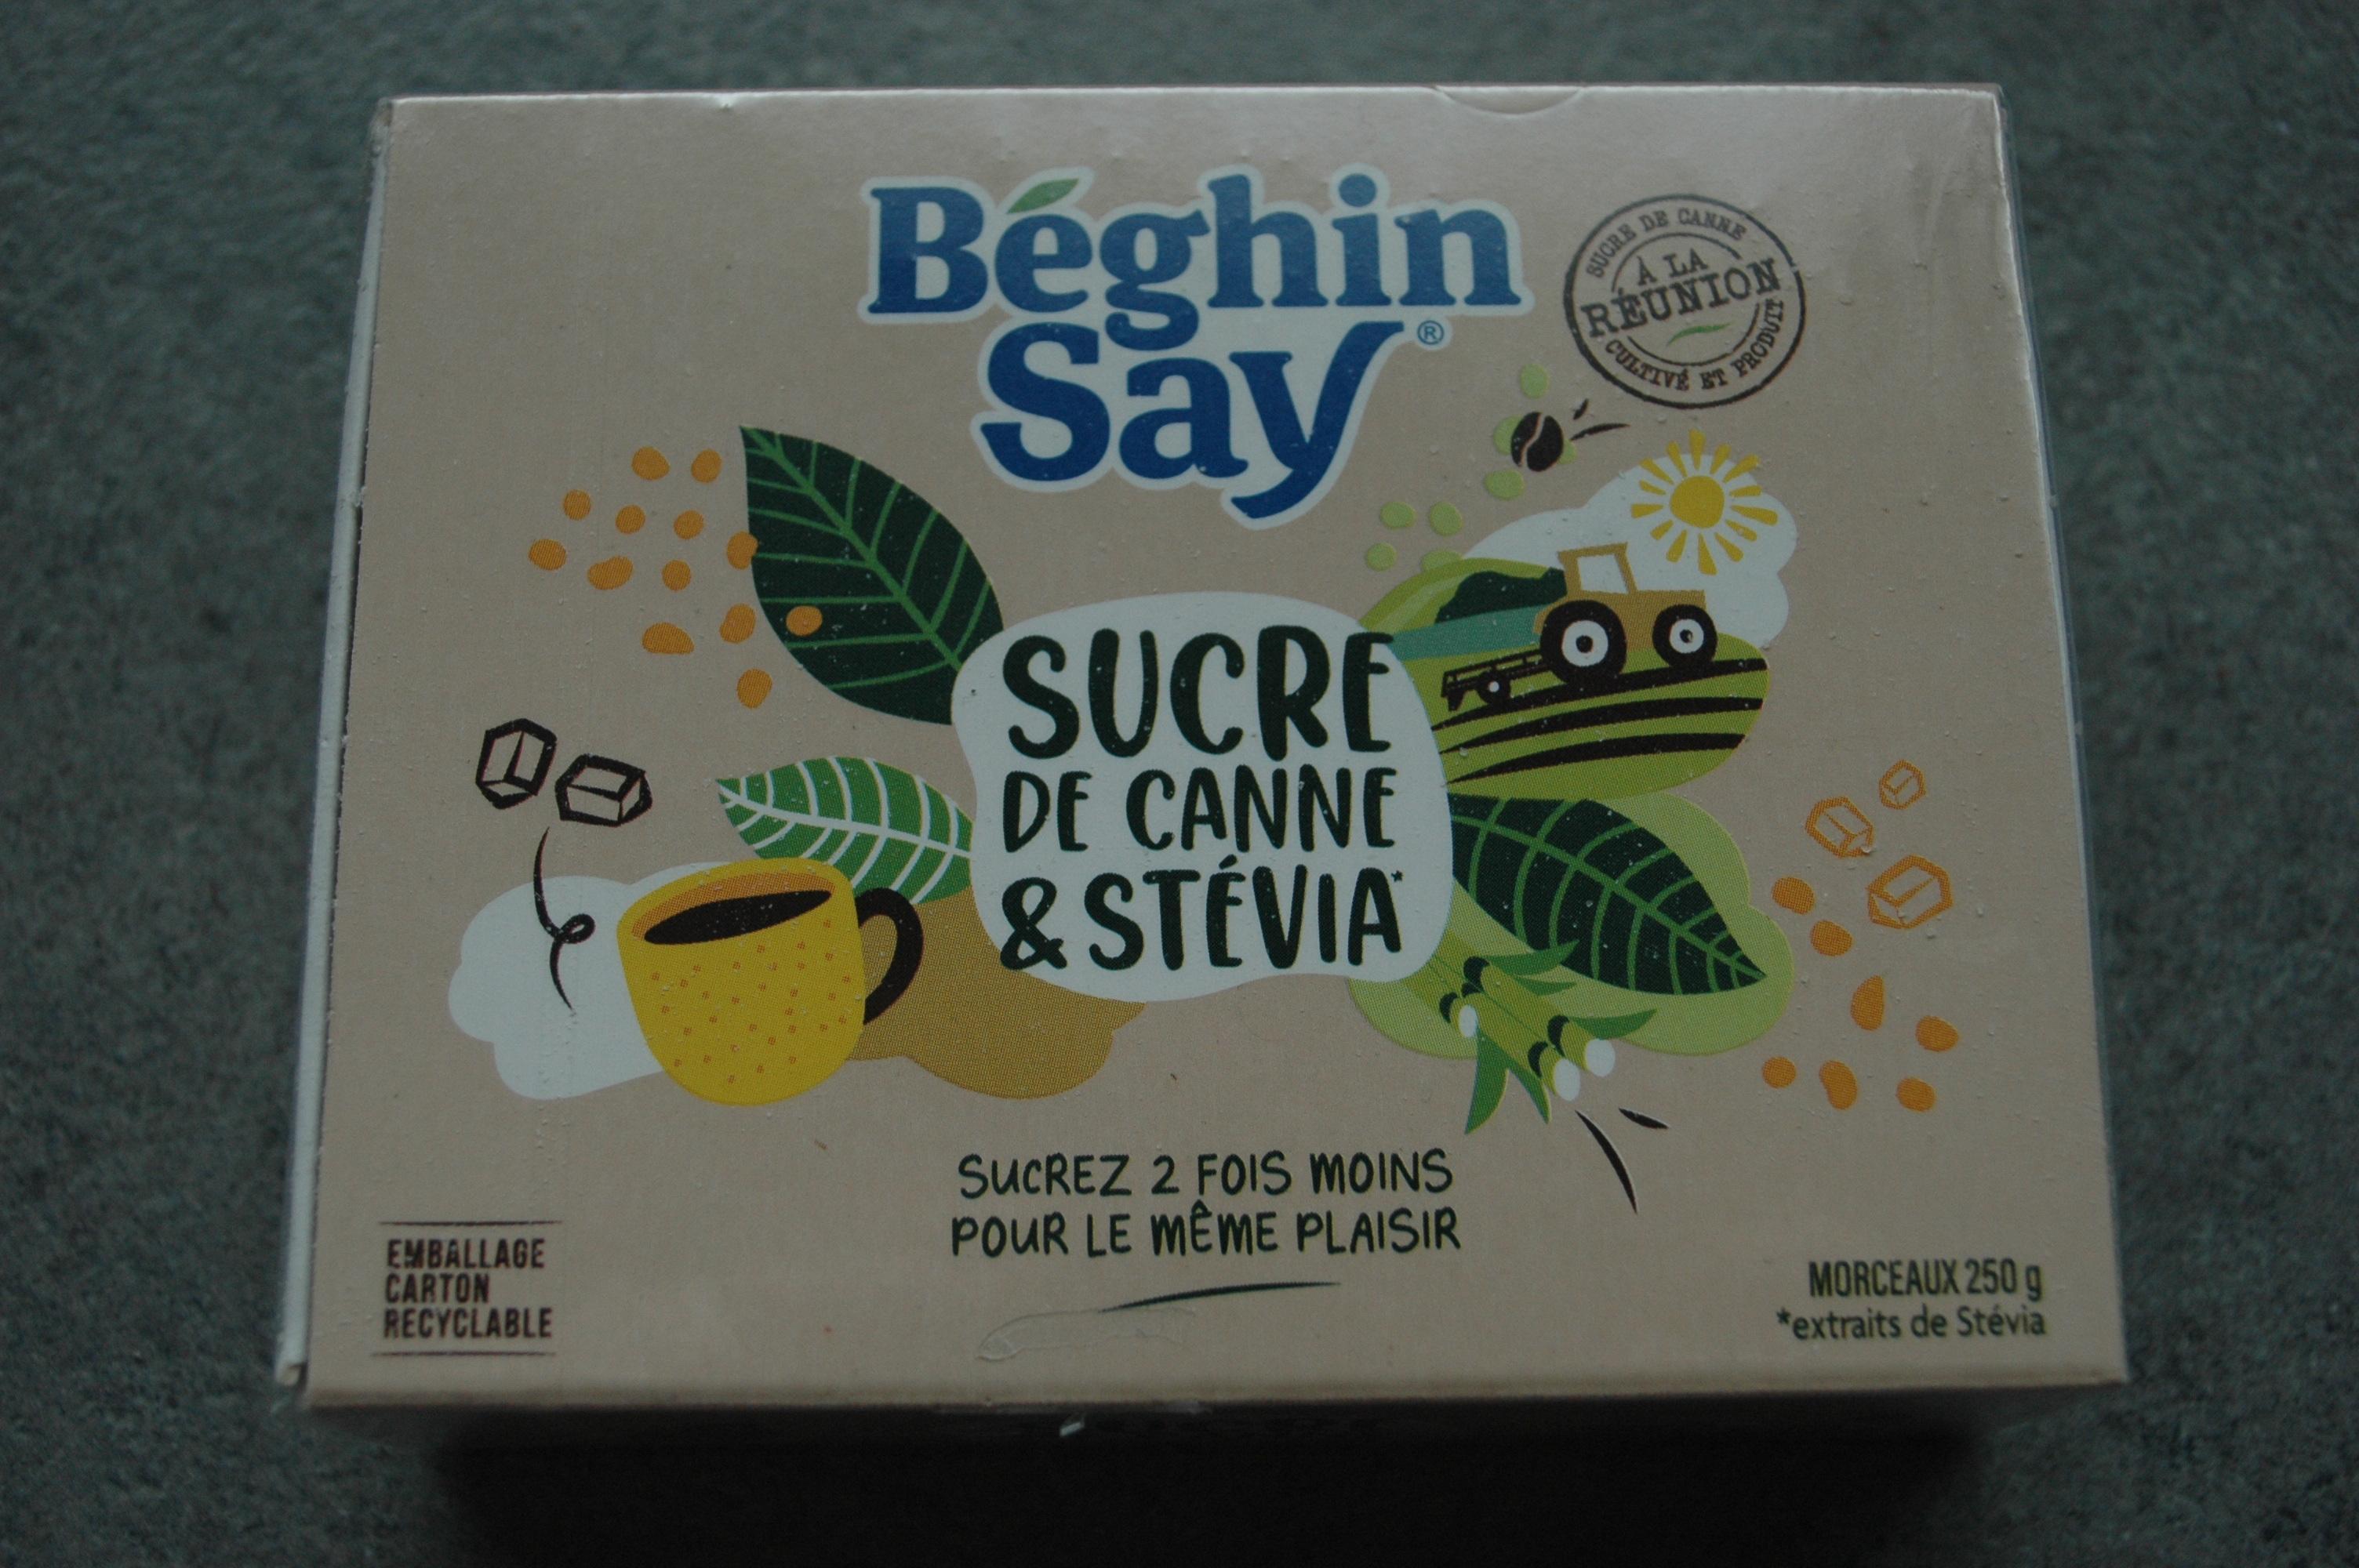 Béghin
Say®
SUCRE DE CANNE
À LA
RÉUNION
CULTIVÉ ET PRODUIT
SUCRE
DE CANNE
& STÉVIA*
SUCREZ 2 FOIS MOINS
POUR LE MÊME PLAISIR
EMBALLAGE
CARTON
RECYCLABLE
MORCEAUX 250 g
*extraits de Stévia